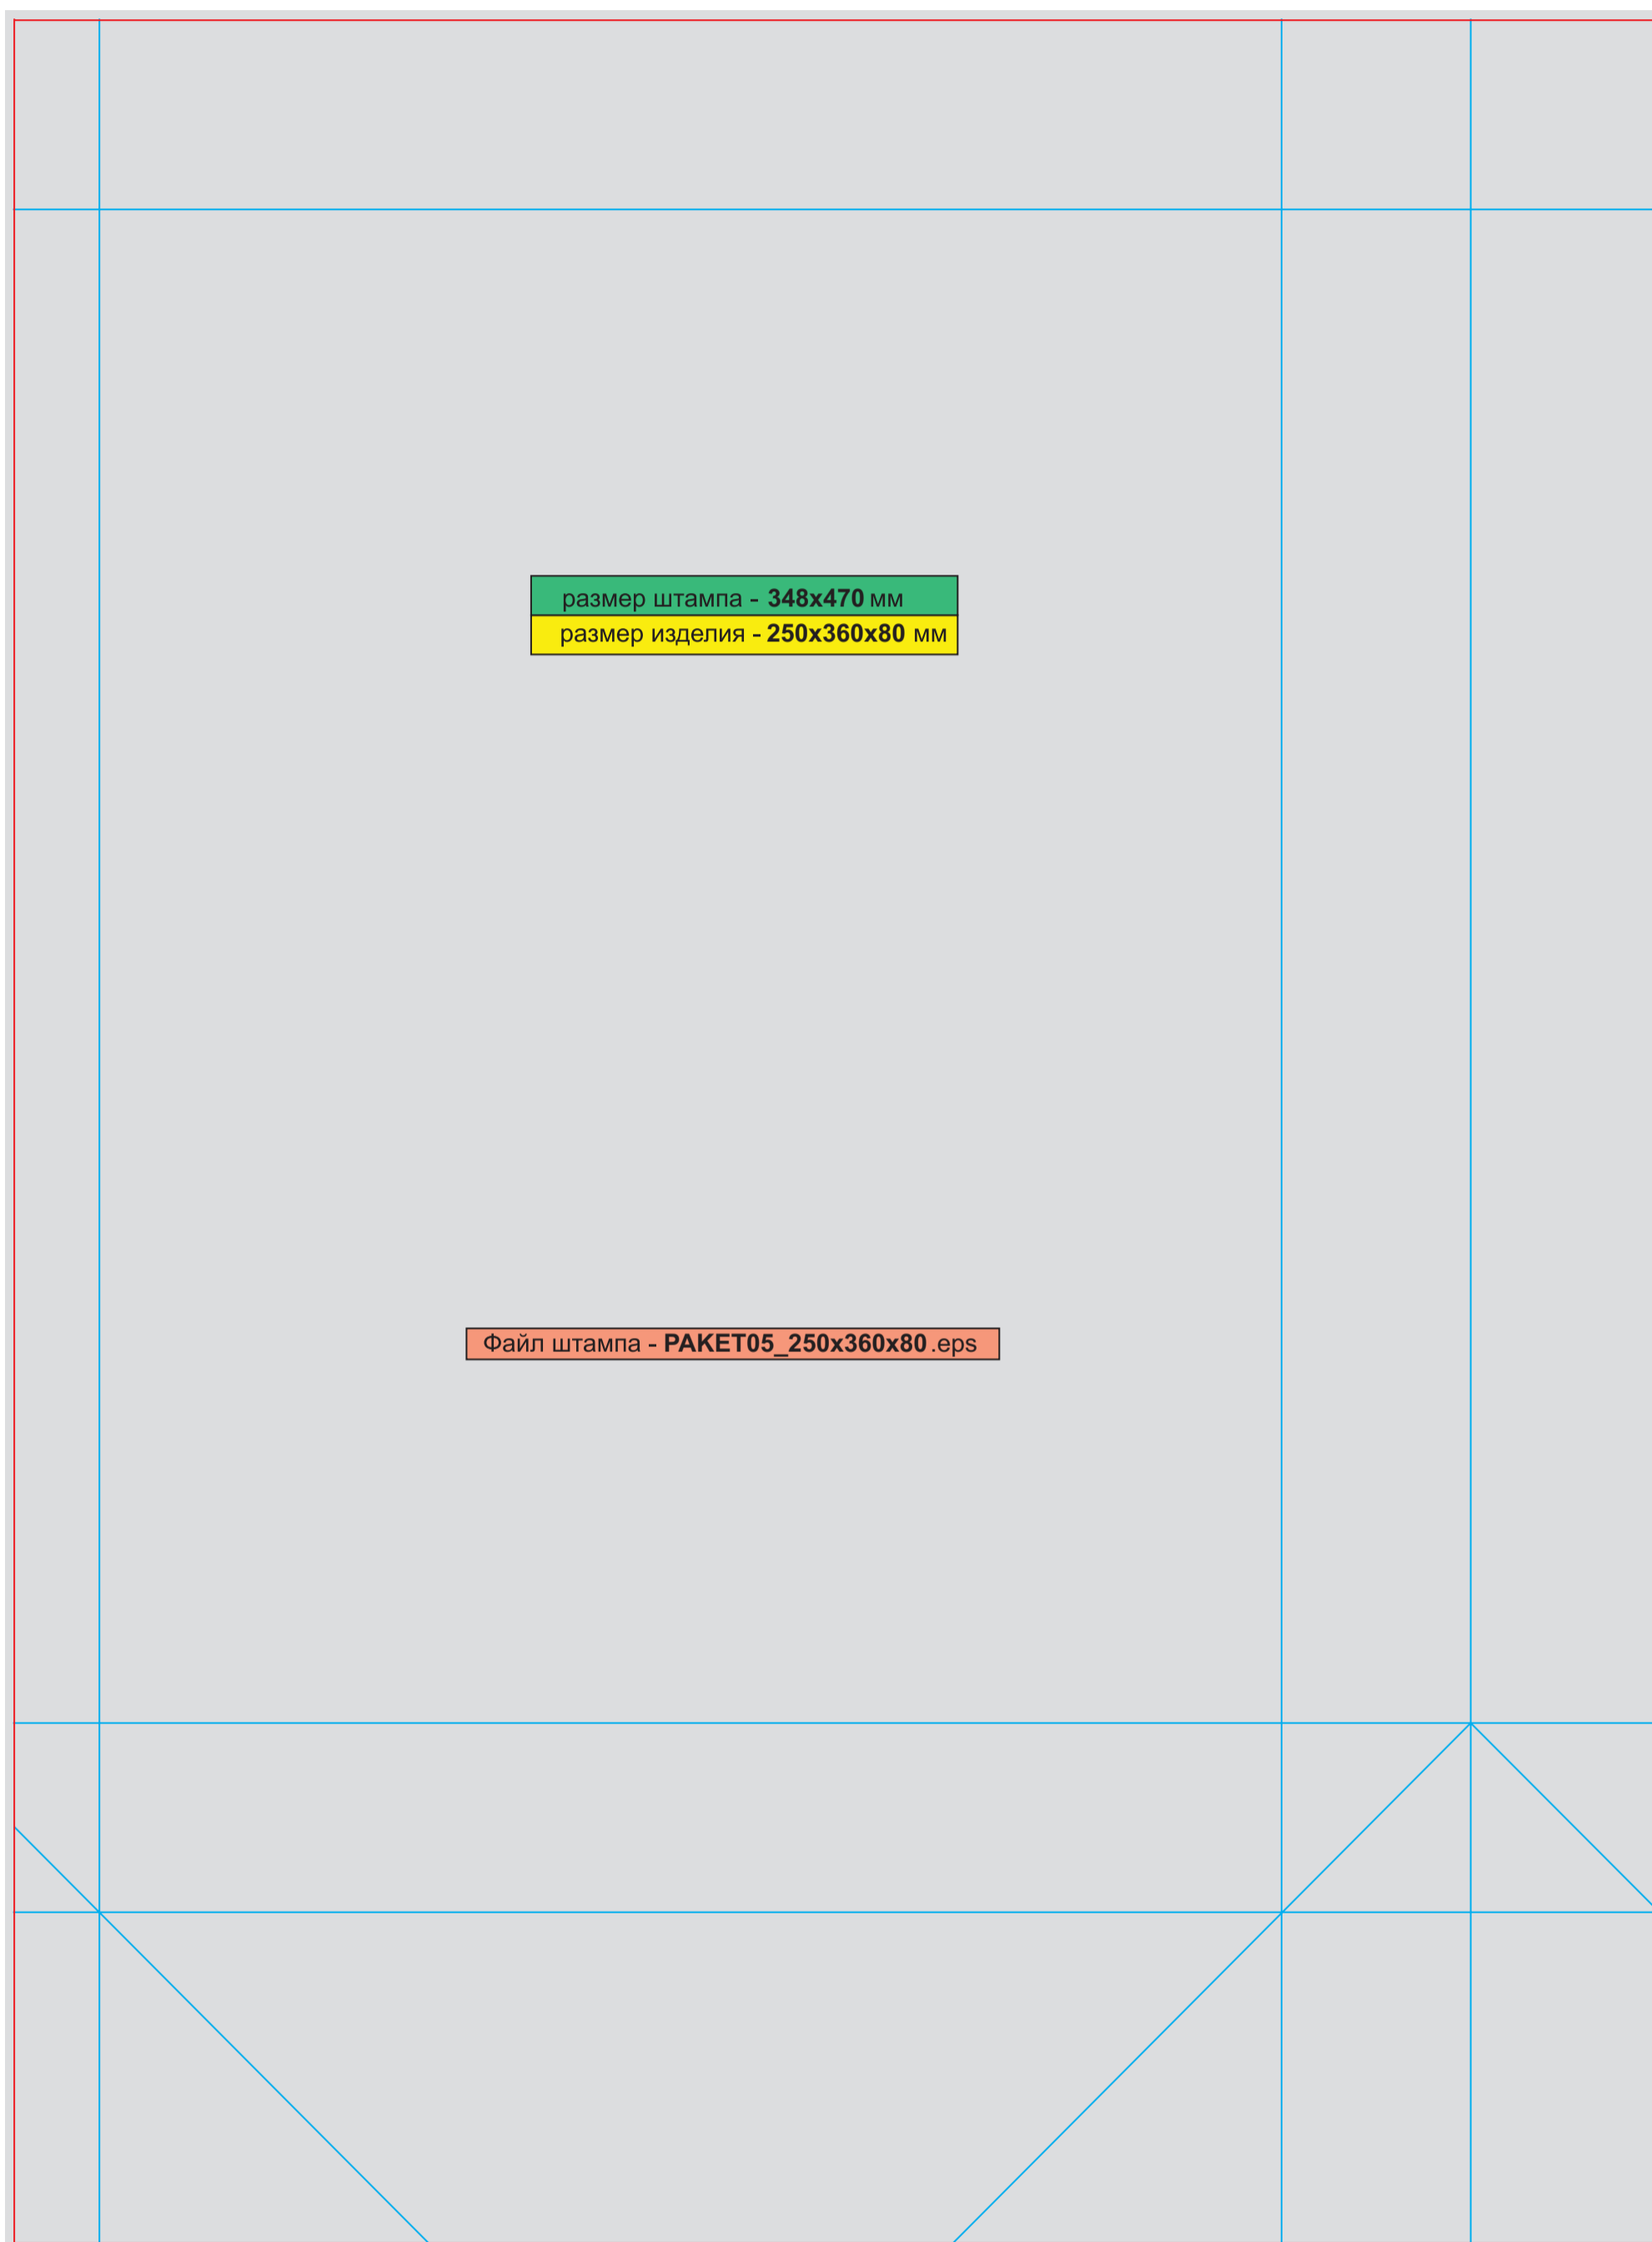 размер штампа - 348x470 мм
размер изделия - 250x360x80 мм
Файл штампа - PAKET05_250x360x80.eps